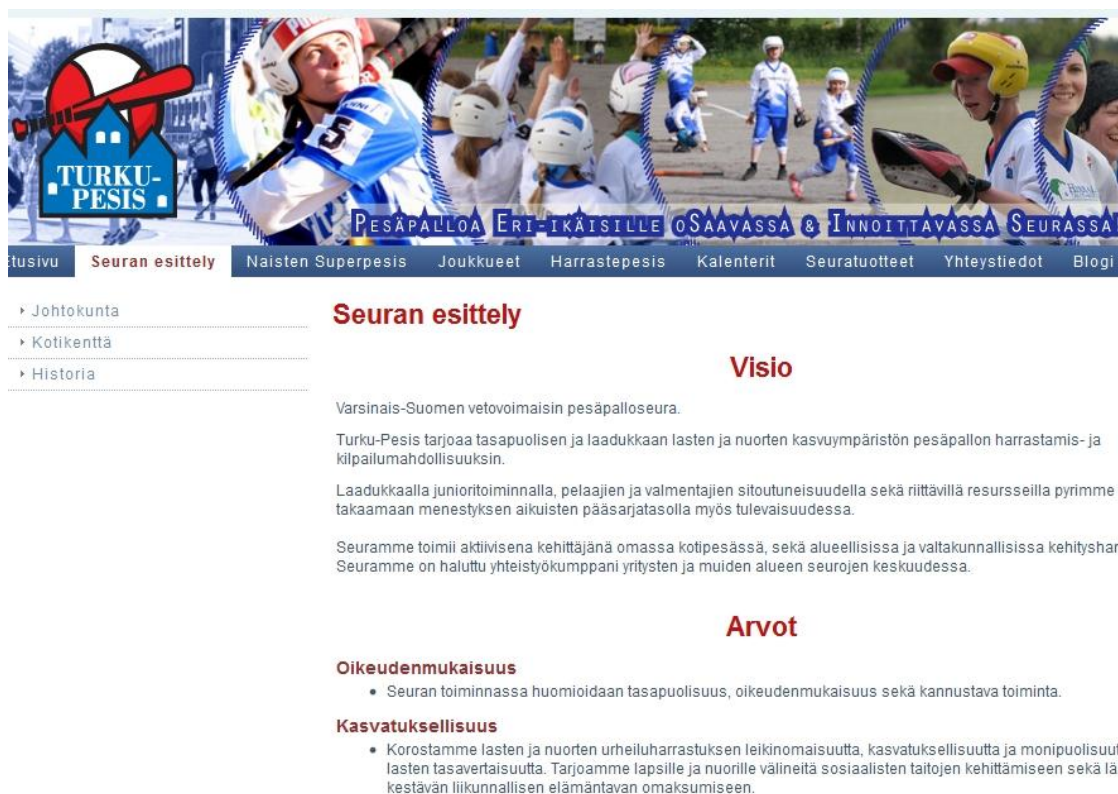 TURKU-
PESIS
5
PESÄPALLOA ERI-IKÄISILLE OSAAVASSA & INNOITTAVASSA SEURASSA
Etusivu Seuran esittely Naisten Superpesis Joukkueet Harrastepesis Kalenterit Seuratuotteet Yhteystiedot Blogi
Johtokunta
Kotikenttä
Historia
Seuran esittely
Visio
Varsinais-Suomen vetovoimaisin pesäpalloseura.
Turku-Pesis tarjoaa tasapuolisen ja laadukkaan lasten ja nuorten kasvuympäristön pesäpallon harrastamis- ja
kilpailumahdollisuuksin.
Laadukkaalla junioritoiminnalla, pelaajien ja valmentajien sitoutuneisuudella sekä riittävillä resursseilla pyrimme
takaamaan menestyksen aikuisten pääsarjatasolla myös tulevaisuudessa.
Seuramme toimii aktiivisena kehittäjänä omassa kotipesässä, sekä alueellisissa ja valtakunnallisissa
Seuramme on haluttu yhteistyökumppani yritysten ja muiden alueen seurojen keskuudessa.
Arvot
Oikeudenmukaisuus
• Seuran toiminnassa huomioidaan tasapuolisuus, oikeudenmukaisuus sekä kannustava toiminta.
Kasvatuksellisuus
• Korostamme lasten ja nuorten urheiluharrastuksen leikinomaisuutta, kasvatuksellisuutta ja
lasten tasavertaisuutta. Tarjoamme lapsille ja nuorille välineitä sosiaalisten taitojen kehittämiseen sekä
kestävän liikunnallisen elämäntavan omaksumiseen.